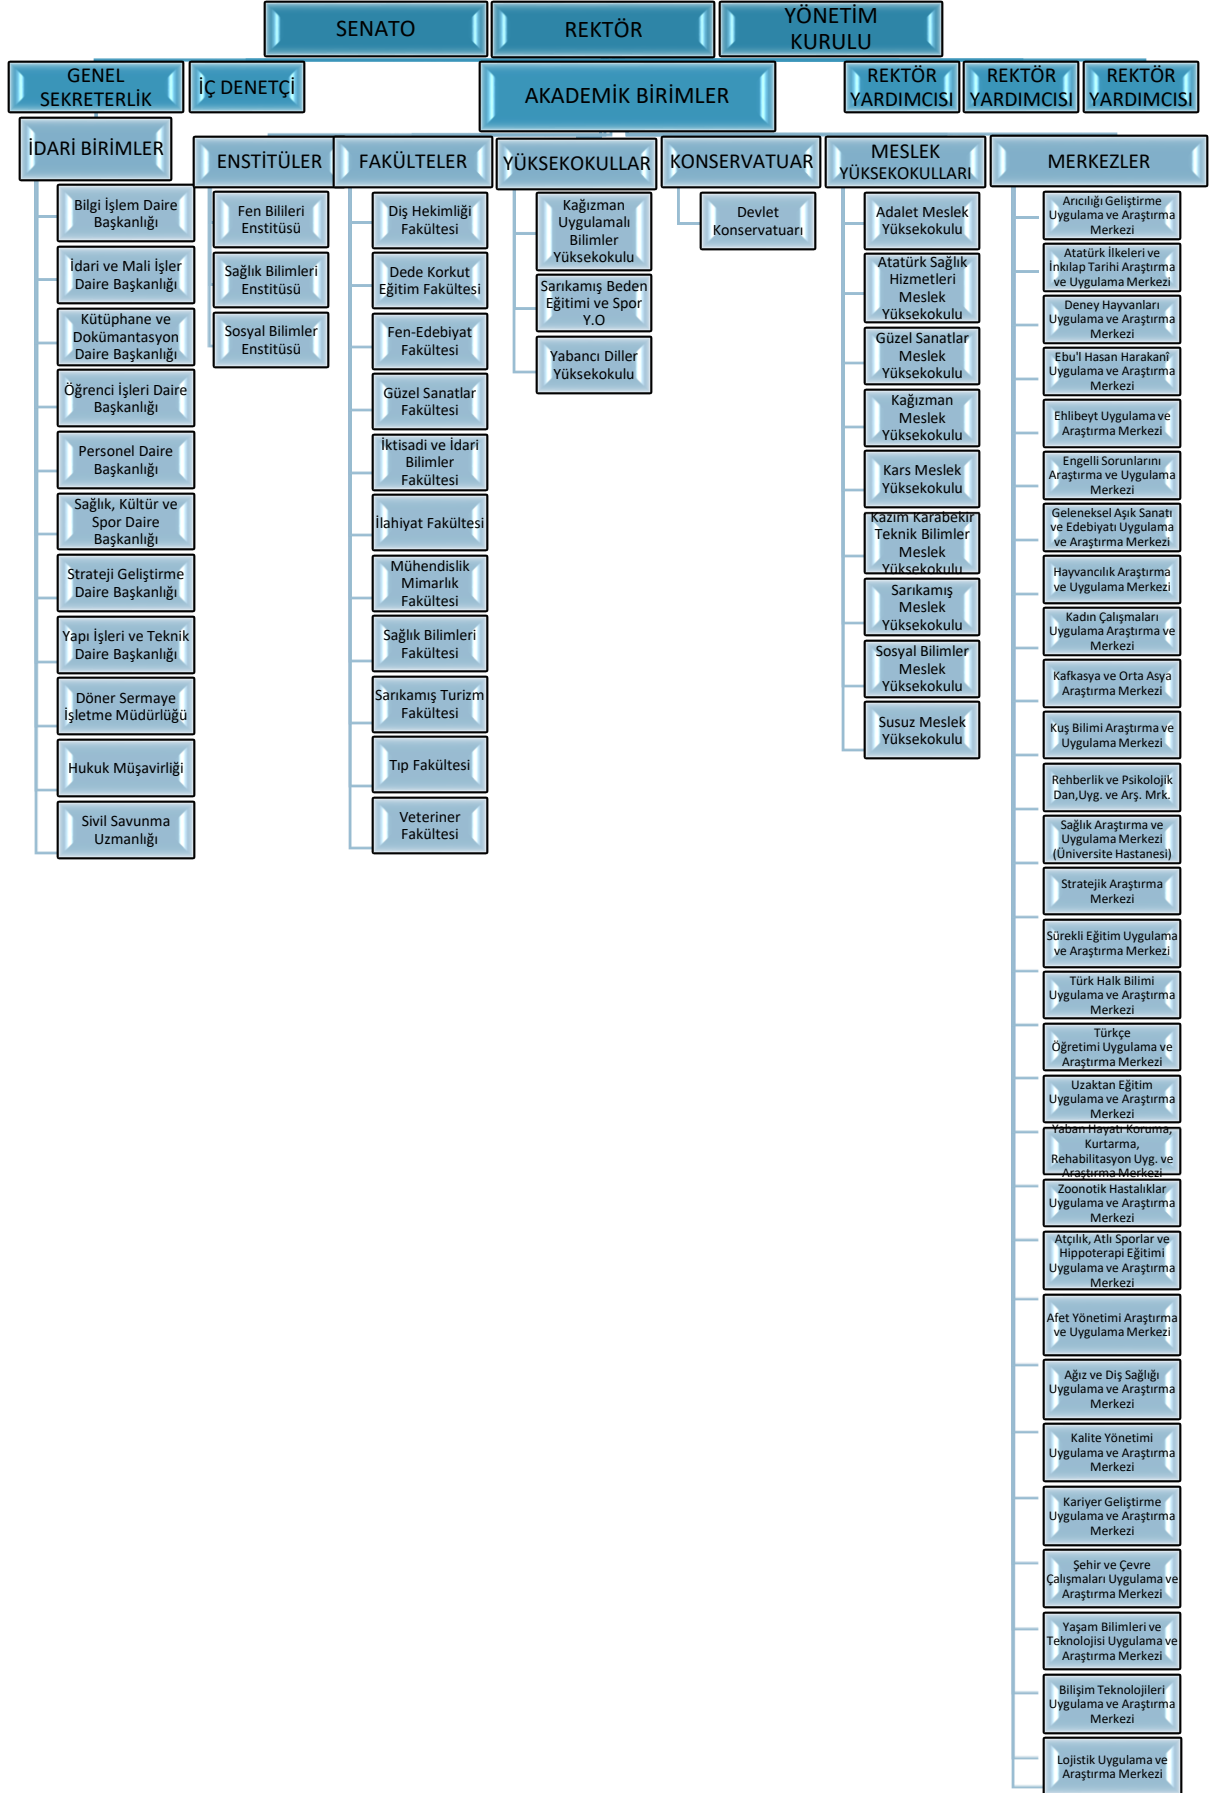 SENATO
REKTÖR
YÖNETİM
KURULU
GENEL
SEKRETERLİK
İÇ DENETÇİ
AKADEMİK BİRİMLER
REKTÖR
YARDIMCISI
REKTÖR
YARDIMCISI
REKTÖR
YARDIMCISI
İDARİ BİRİMLER
Bilgi İşlem Daire
Başkanlığı
İdari ve Mali İşler
Daire Başkanlığı
Kütüphane ve
Dokümantasyon
Daire Başkanlığı
Öğrenci İşleri Daire
Başkanlığı
Personel Daire
Başkanlığı
Sağlık, Kültür ve
Spor Daire
Başkanlığı
Strateji Geliştirme
Daire Başkanlığı
Yapı İşleri ve Teknik
Daire Başkanlığı
Döner Sermaye
İşletme Müdürlüğü
Hukuk Müşavirliği
Sivil Savunma
Uzmanlığı
ENSTİTÜLER
Fen Bilileri
Enstitüsü
Sağlık Bilimleri
Enstitüsü
Sosyal Bilimler
Enstitüsü
FAKÜLTELER
Diş Hekimliği
Fakültesi
Dede Korkut
Eğitim Fakültesi
Fen-Edebiyat
Fakültesi
Güzel Sanatlar
Fakültesi
İktisadi ve İdari
Bilimler
Fakültesi
İlahiyat Fakültesi
Mühendislik
Mimarlık
Fakültesi
Sağlık Bilimleri
Fakültesi
Sarıkamış Turizm
Fakültesi
Tıp Fakültesi
Veteriner
Fakültesi
YÜKSEKOKULLAR
Kağızman
Uygulamalı
Bilimler
Yüksekokulu
Sarıkamış Beden
Eğitimi ve Spor
Y.O
Yabancı Diller
Yüksekokulu
KONSERVATUAR
Devlet
Konservatuarı
MESLEK
YÜKSEKOKULLARI
Adalet Meslek
Yüksekokulu
Atatürk Sağlık
Hizmetleri
Meslek
Yüksekokulu
Güzel Sanatlar
Meslek
Yüksekokulu
Kağızman
Meslek
Yüksekokulu
Kars Meslek
Yüksekokulu
Kazım Karabekir
Teknik Bilimler
Meslek
Yüksekokulu
Sarıkamış
Meslek
Yüksekokulu
Sosyal Bilimler
Meslek
Yüksekokulu
Susuz Meslek
Yüksekokulu
MERKEZLER
Arıcılığı Geliştirme
Uygulama ve Araştırma
Merkezi
Atatürk İlkeleri ve
İnkılap Tarihi Araştırma
ve Uygulama Merkezi
Deney Hayvanları
Uygulama ve Araştırma
Merkezi
Ebu'l Hasan Harakanî
Uygulama ve Araştırma
Merkezi
Ehlibeyt Uygulama ve
Araştırma Merkezi
Engelli Sorunlarını
Araştırma ve Uygulama
Merkezi
Geleneksel Aşık Sanatı
ve Edebiyatı Uygulama
ve Araştırma Merkezi
Hayvancılık Araştırma
ve Uygulama Merkezi
Kadın Çalışmaları
Uygulama Araştırma ve
Merkezi
Kafkasya ve Orta Asya
Araştırma Merkezi
Kuş Bilimi Araştırma ve
Uygulama Merkezi
Rehberlik ve Psikolojik
Dan,Uyg. ve Arş. Mrk.
Sağlık Araştırma ve
Uygulama Merkezi
(Üniversite Hastanesi)
Stratejik Araştırma
Merkezi
Sürekli Eğitim Uygulama
ve Araştırma Merkezi
Türk Halk Bilimi
Uygulama ve Araştırma
Merkezi
Türkçe
Öğretimi Uygulama ve
Araştırma Merkezi
Uzaktan Eğitim
Uygulama ve Araştırma
Merkezi
Yaban Hayatı Koruma,
Kurtarma,
Rehabilitasyon Uyg. ve
Araştırma Merkezi
Zoonotik Hastalıklar
Uygulama ve Araştırma
Merkezi
Atçılık, Atlı Sporlar ve
Hippoterapi Eğitimi
Uygulama ve Araştırma
Merkezi
Afet Yönetimi Araştırma
ve Uygulama Merkezi
Ağız ve Diş Sağlığı
Uygulama ve Araştırma
Merkezi
Kalite Yönetimi
Uygulama ve Araştırma
Merkezi
Kariyer Geliştirme
Uygulama ve Araştırma
Merkezi
Şehir ve Çevre
Çalışmaları Uygulama ve
Araştırma Merkezi
Yaşam Bilimleri ve
Teknolojisi Uygulama ve
Araştırma Merkezi
Bilişim Teknolojileri
Uygulama ve Araştırma
Merkezi
Lojistik Uygulama ve
Araştırma Merkezi